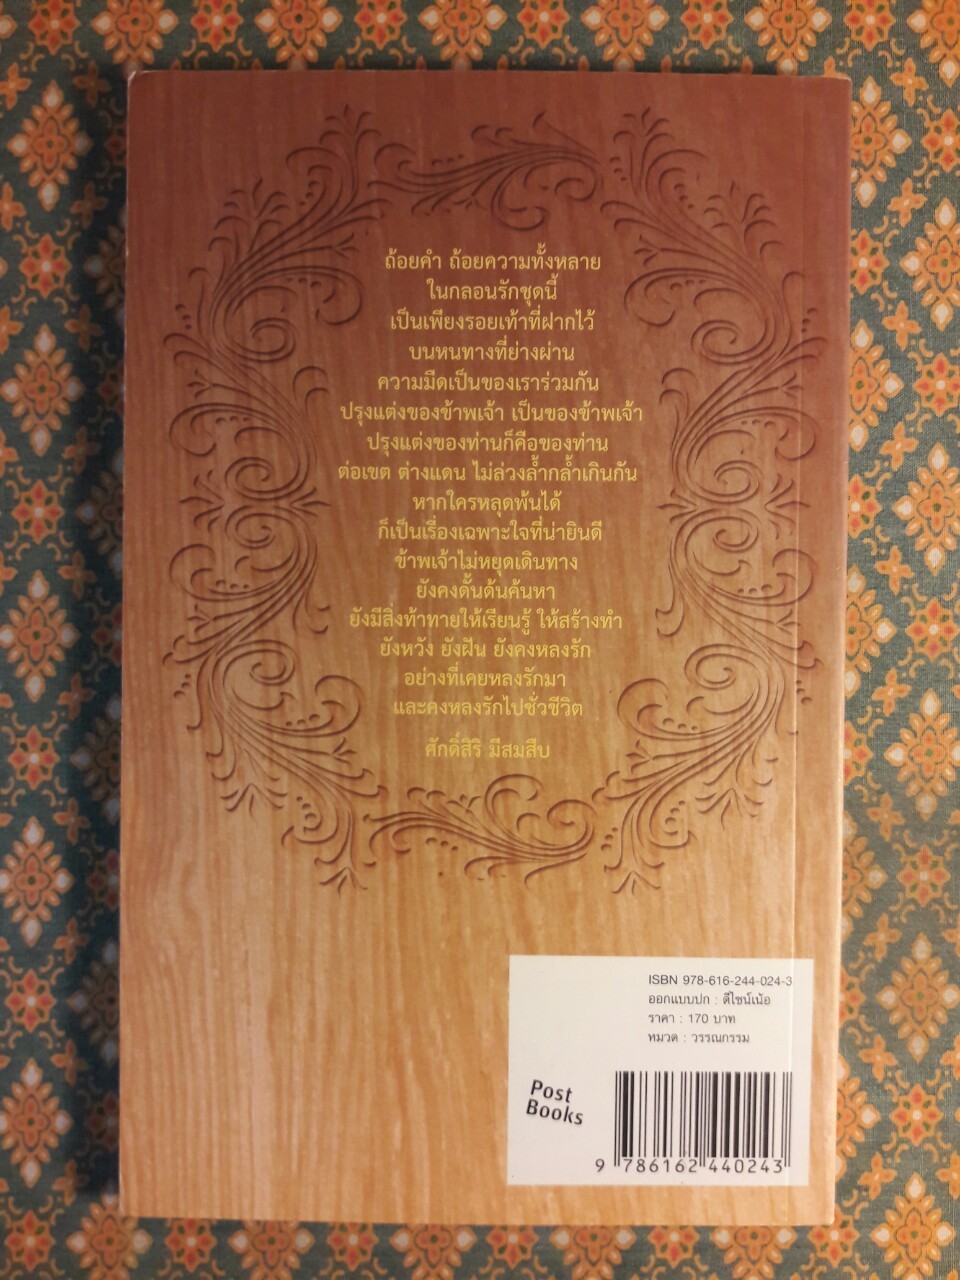 ถ้อยคำ ถ้อยความทั้งหลาย
ในกลอนรักชุดนี้
เป็นเพียงรอยเท้าที่ฝากไว้
บนหนทางที่ย่างผ่าน
ความมืดเป็นของเราร่วมกัน
ปรุงแต่งของข้าพเจ้า เป็นของข้าพเจ้า
ปรุงแต่งของท่านก็คือของท่าน
ต่อเขต ต่างแดน ไม่ล่วงล้ำกล้ำเกินกัน
หากใครหลุดพ้นได้
ก็เป็นเรื่องเฉพาะใจที่น่ายินดี
ข้าพเจ้าไม่หยุดเดินทาง
ยังคงดั้นด้นค้นหา
ยังมีสิ่งท้าทายให้เรียนรู้ ให้สร้างทำ
ยังหวัง ยังฝัน ยังคงหลงรัก
อย่างที่เคยหลงรักมา
และคงหลงรักไปชั่วชีวิต
ศักดิ์สิริ มีสมสืบ
ISBN 978-616-244-024-3
ออกแบบปก : ดีไซน์เน้อ
ราคา : 170 บาท
หมวด : วรรณกรรม
Post
Books
9 786162 440243